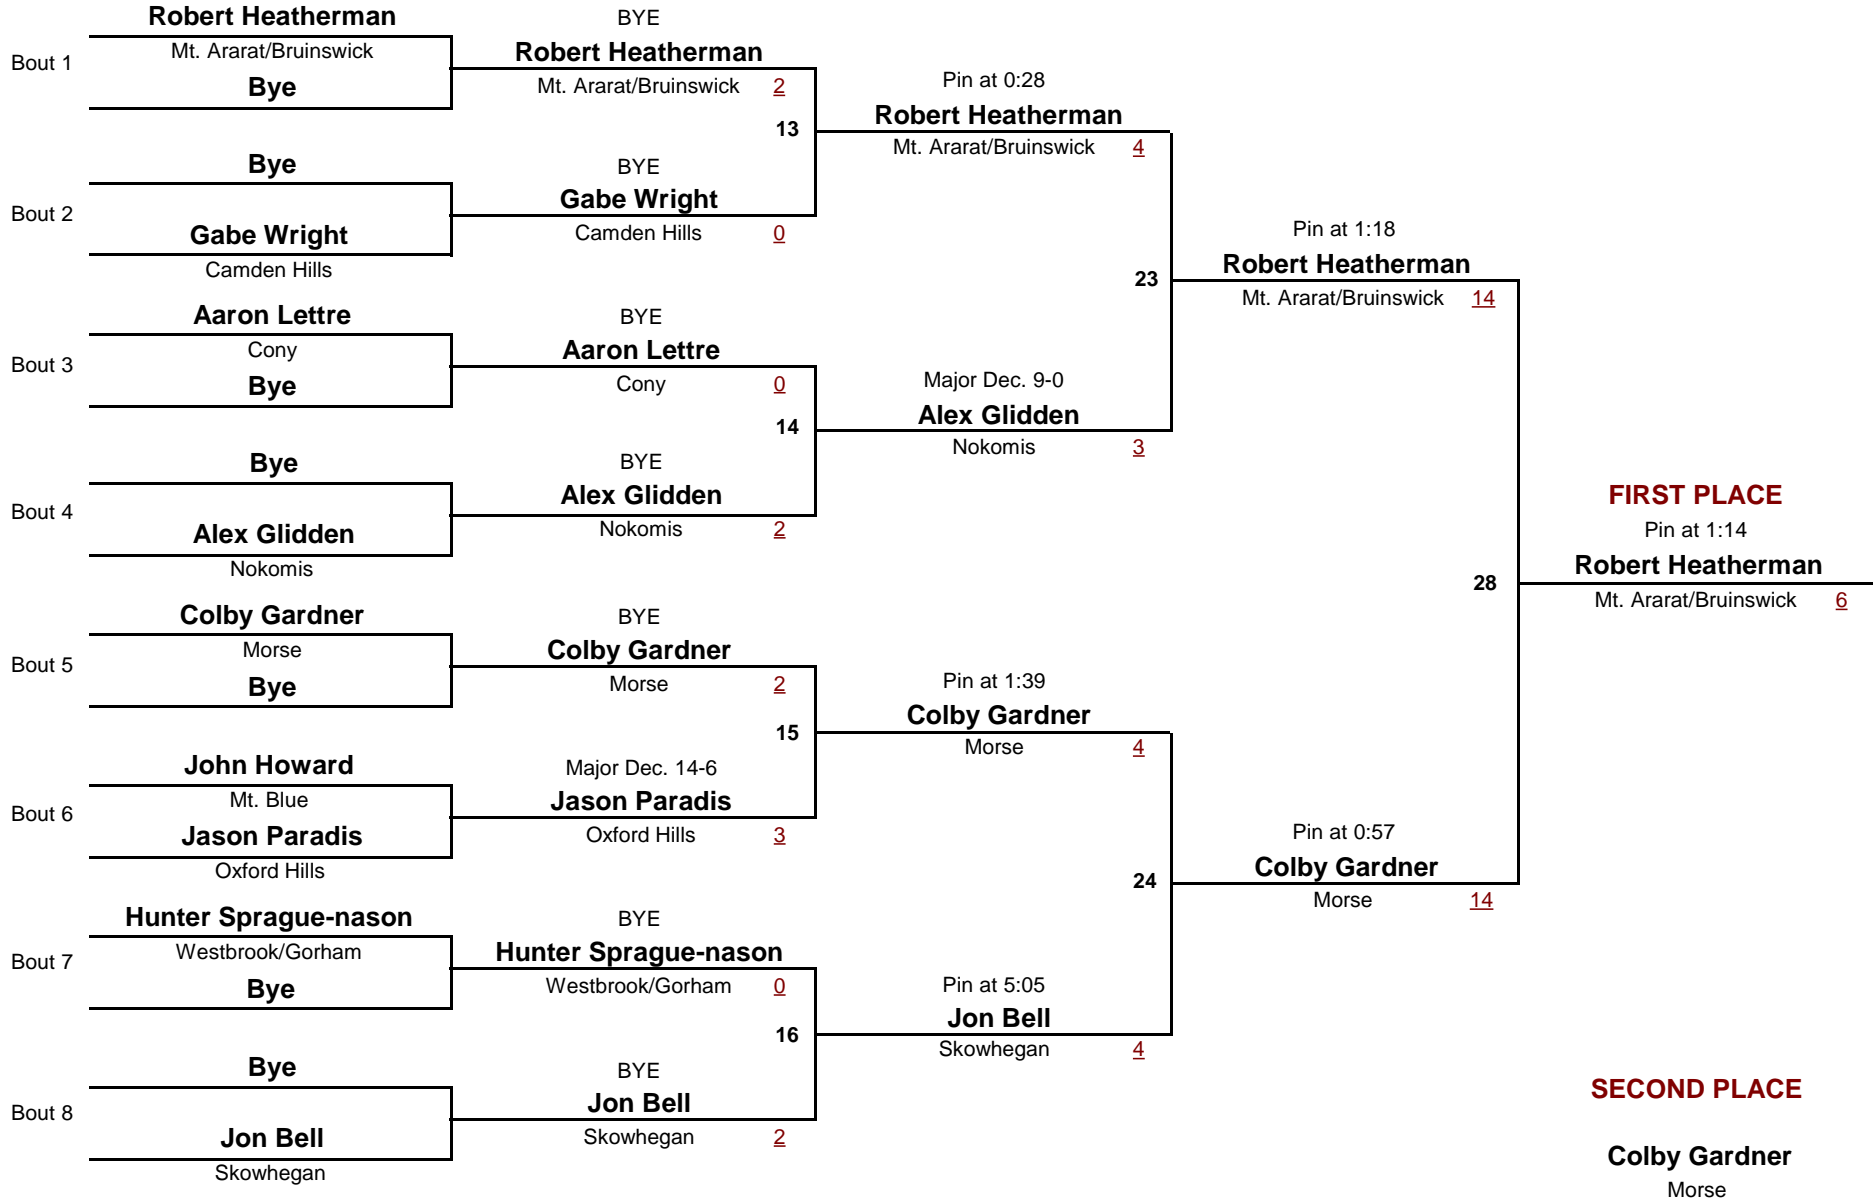 Robert Heatherman
Bout 1
Mt. Ararat/Bruinswick
Bye
Bye
Bout 2
Gabe Wright
Camden Hills
Aaron Lettre
Bout 3
Cony
Bye
Bye
Bout 4
Alex Glidden
Nokomis
Colby Gardner
Bout 5
Morse
Bye
John Howard
Bout 6
Mt. Blue
Jason Paradis
Oxford Hills
Hunter Sprague-nason
Bout 7
Westbrook/Gorham
Bye
Bye
Bout 8
Jon Bell
Skowhegan
BYE
Robert Heatherman
Mt. Ararat/Bruinswick 2
13
BYE
Gabe Wright
Camden Hills 0
BYE
Aaron Lettre
Cony 0
14
BYE
Alex Glidden
Nokomis 2
BYE
Colby Gardner
Morse 2
15
Major Dec. 14-6
Jason Paradis
Oxford Hills 3
BYE
Hunter Sprague-nason
Westbrook/Gorham 0
16
BYE
Jon Bell
Skowhegan 2
Pin at 0:28
Robert Heatherman
Mt. Ararat/Bruinswick 4
23
Major Dec. 9-0
Alex Glidden
Nokomis 3
Pin at 1:39
Colby Gardner
Morse 4
24
Pin at 5:05
Jon Bell
Skowhegan 4
Pin at 1:18
Robert Heatherman
Mt. Ararat/Bruinswick 14
28
Pin at 0:57
Colby Gardner
Morse 14
FIRST PLACE
Pin at 1:14
Robert Heatherman
Mt. Ararat/Bruinswick 6
SECOND PLACE
Colby Gardner
Morse